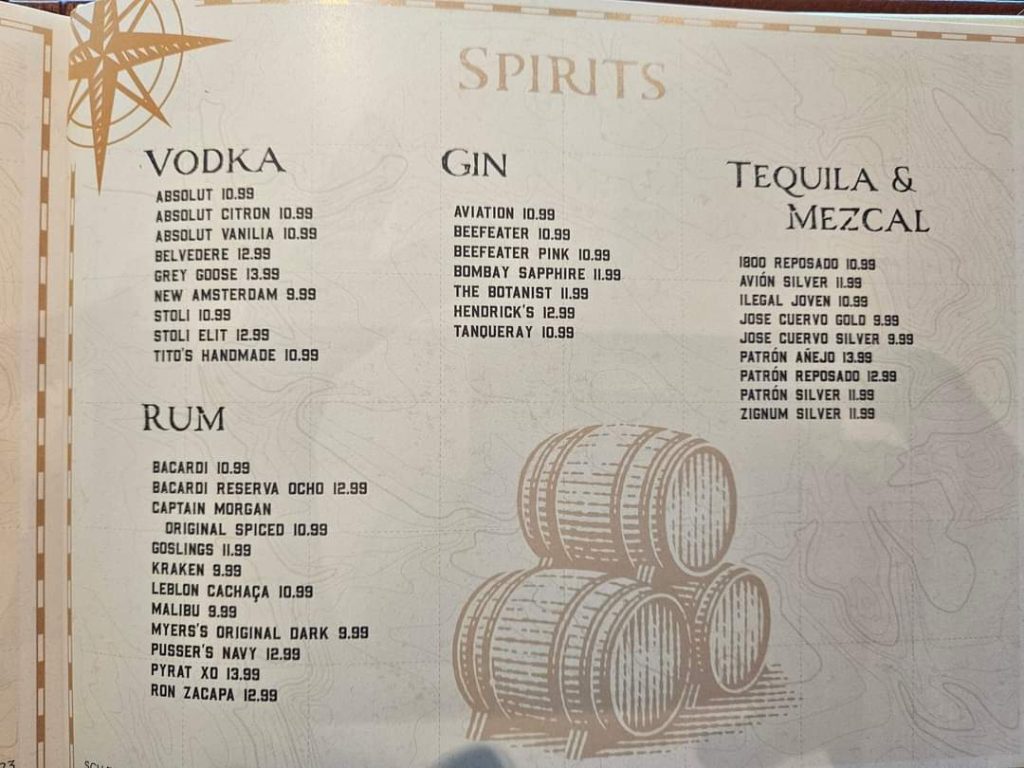 SPIRITS
VODKA
ABSOLUT 10.99
ABSOLUT CITRON 10.99
ABSOLUT VANILIA 10.99
BELVEDERE 12.99
GREY GOOSE 13.99
NEW AMSTERDAM 9.99
STOLI 10.99
STOLI ELIT 12.99
TITO'S HANDMADE 10.99
RUM
BACARDI 10.99
BACARDI RESERVA OCHO 12.99
CAPTAIN MORGAN
ORIGINAL SPICED 10.99
GOSLINGS 11.99
KRAKEN 9.99
LEBLON CACHAÇA 10.99
MALIBU 9.99
MYERS'S ORIGINAL DARK 9.99
PUSSER'S NAVY 12.99
PYRAT XO 13.99
RON ZACAPA 12.99
GIN
AVIATION 10.99
BEEFEATER 10.99
BEEFEATER PINK 10.99
BOMBAY SAPPHIRE 11.99
THE BOTANIST 11.99
HENDRICK'S 12.99
TANQUERAY 10.99
TEQUILA &
MEZCAL
1800 REPOSADO 10.99
AVIÓN SILVER 11.99
ILEGAL JOVEN 10.99
JOSE CUERVO GOLD 9.99
JOSE CUERVO SILVER 9.99
PATRÓN AÑEJO 13.99
PATRÓN REPOSADO 12.99
PATRÓN SILVER 11.99
ZIGNUM SILVER 11.99